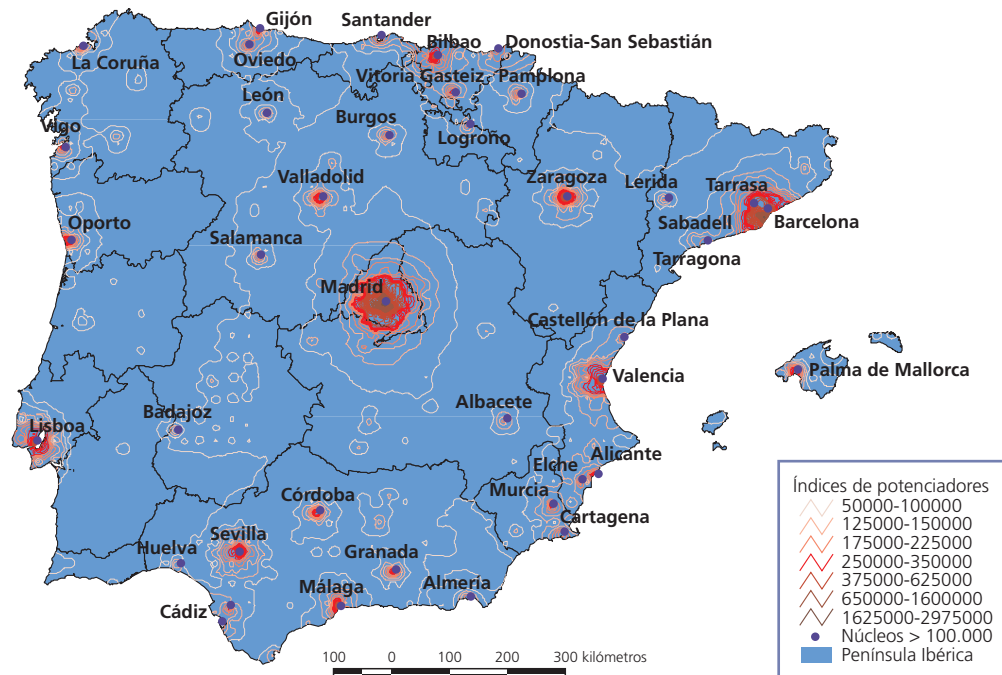 Gijón
Santander
La Coruña
Oviedo
Bilbao
Donostia-San Sebastián
Vitoria Gasteiz
Pamplona
León
Burgos
Logroño
Vigo
Valladolid
Zaragoza
Lerida
Tarrasa
Oporto
Sabadell
Barcelona
Salamanca
Tarragona
Madrid
Castellón de la Plana
Valencia
Palma de Mallorca
Lisboa
Badajoz
Albacete
Alicante
Elche
Murcia
Córdoba
Cartagena
Sevilla
Huelva
Granada
Málaga
Almería
Cádiz
Índices de potenciadores
50000-100000
125000-150000
175000-225000
250000-350000
375000-625000
650000-1600000
1625000-2975000
Núcleos > 100.000
Península Ibérica
100 0 100 200 300 kilómetros